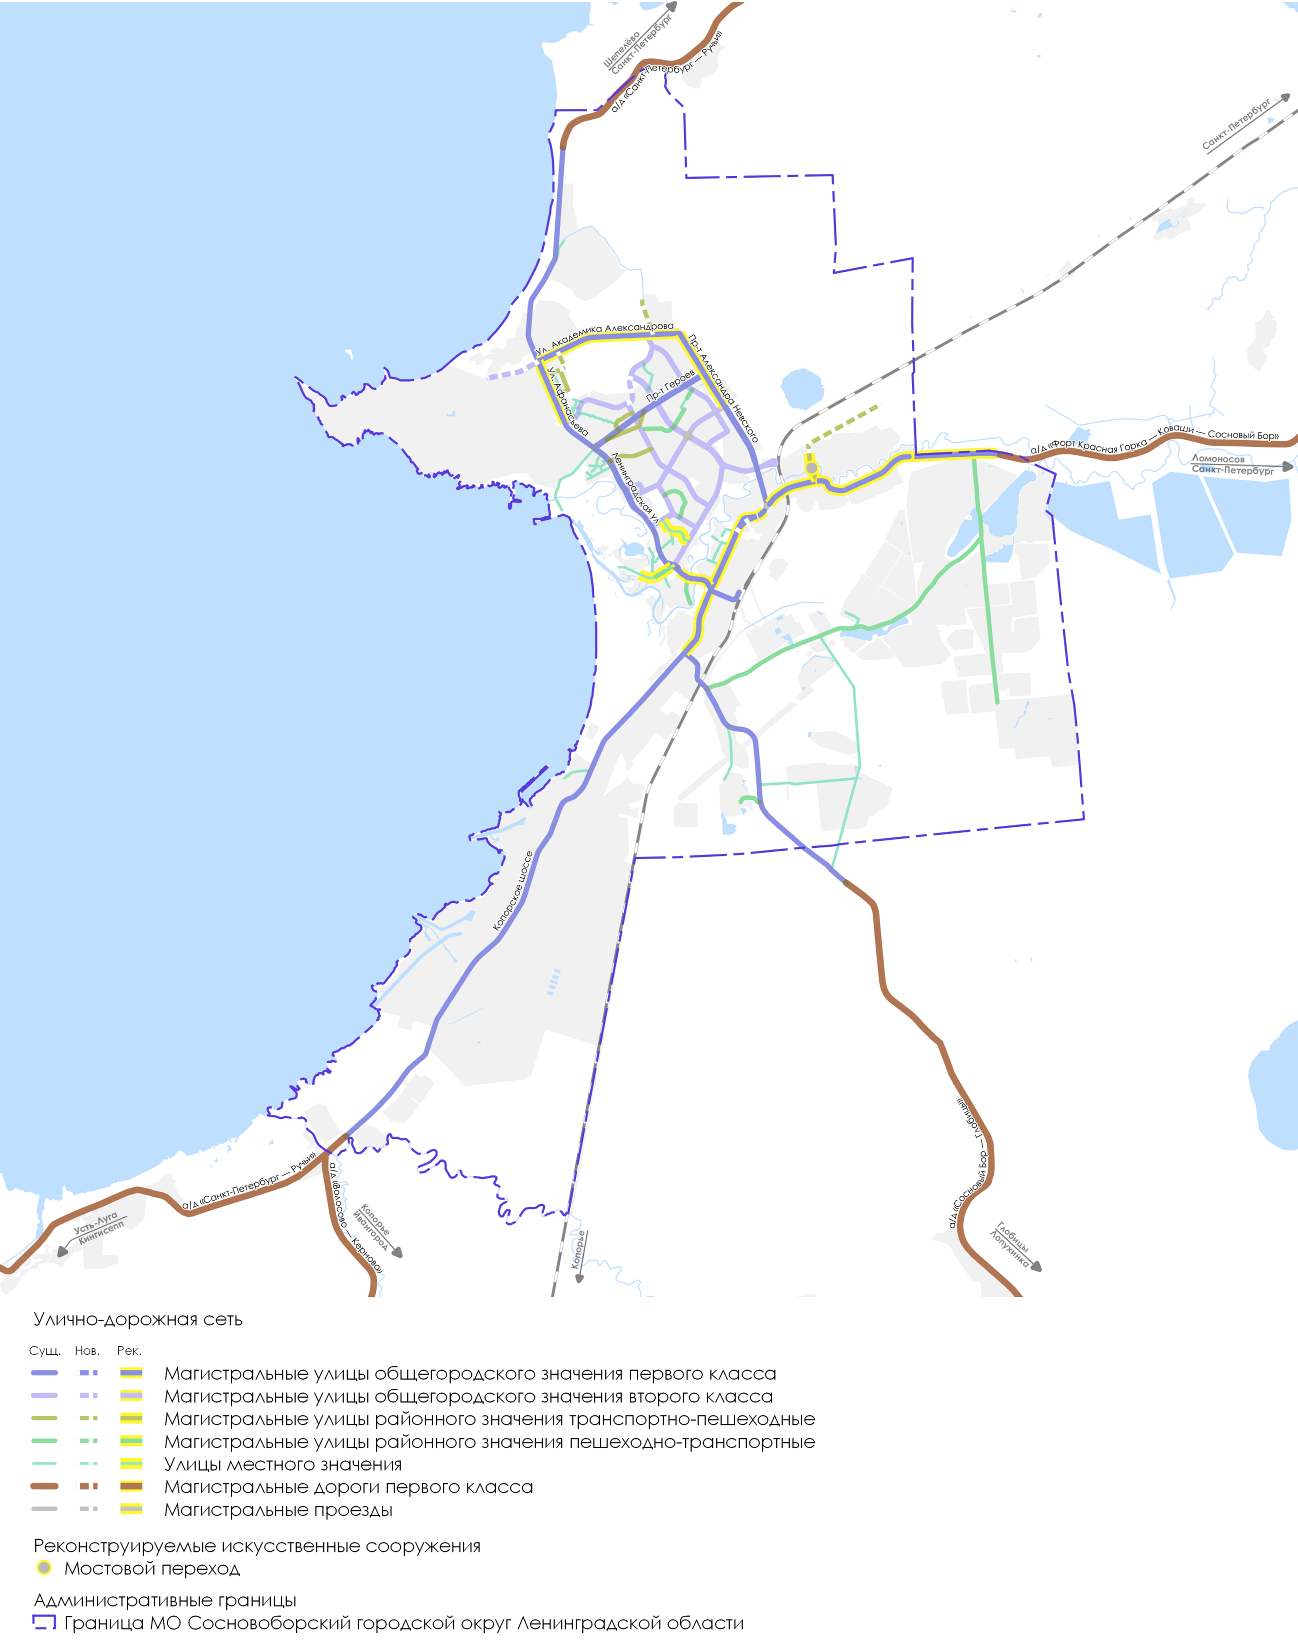 Шепелёво
Санкт-Петербург
а/д «Санкт-Петербург — Ручьи»
Санкт-Петербург
Ул. Академика Александрова
Пр-т Александра Невского
Ул. Афанасьева
Пр-т Героев
Ленинградская ул.
а/д «Форт Красная Горка — Коваши — Сосновый Бор»
Ломоносов
Санкт-Петербург
Копорское шоссе
а/д «Санкт-Петербург — Ручьи»
Усть-Луга
Кингисепп
а/д «Волосово — Керново»
Копорье
Ивангород
Копорье
а/д «Сосновый Бор — Глобицы»
Глобицы
Лопухинка
Улично-дорожная сеть
Сущ. Нов. Рек.
Магистральные улицы общегородского значения первого класса
Магистральные улицы общегородского значения второго класса
Магистральные улицы районного значения транспортно-пешеходные
Магистральные улицы районного значения пешеходно-транспортные
Улицы местного значения
Магистральные дороги первого класса
Магистральные проезды
Реконструируемые искусственные сооружения
Мостовой переход
Административные границы
Граница МО Сосновоборский городской округ Ленинградской области